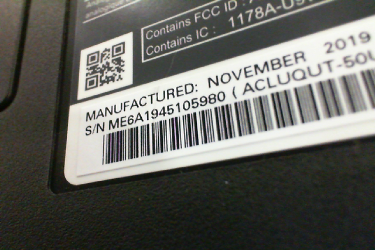 Contains FCC ID :
Contains IC : 1178A-U9
MANUFACTURED: NOVEMBER 2019
S/N ME6A1945105980 ( ACLUQUT-50U